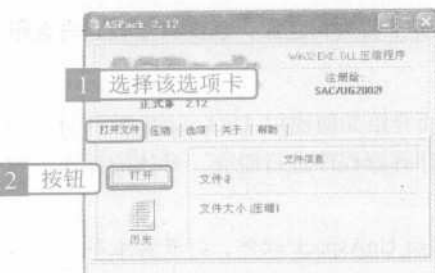 ASPack 2.12
Win32 EXE. DLL 压缩程序
1 选择该选项卡
注册给:
SAC/UG2002!
正式版 2.12
打开文件 压缩 选项 关于 帮助
2 按钮
打开
文件信息
文件名
文件大小 (压缩)
历史